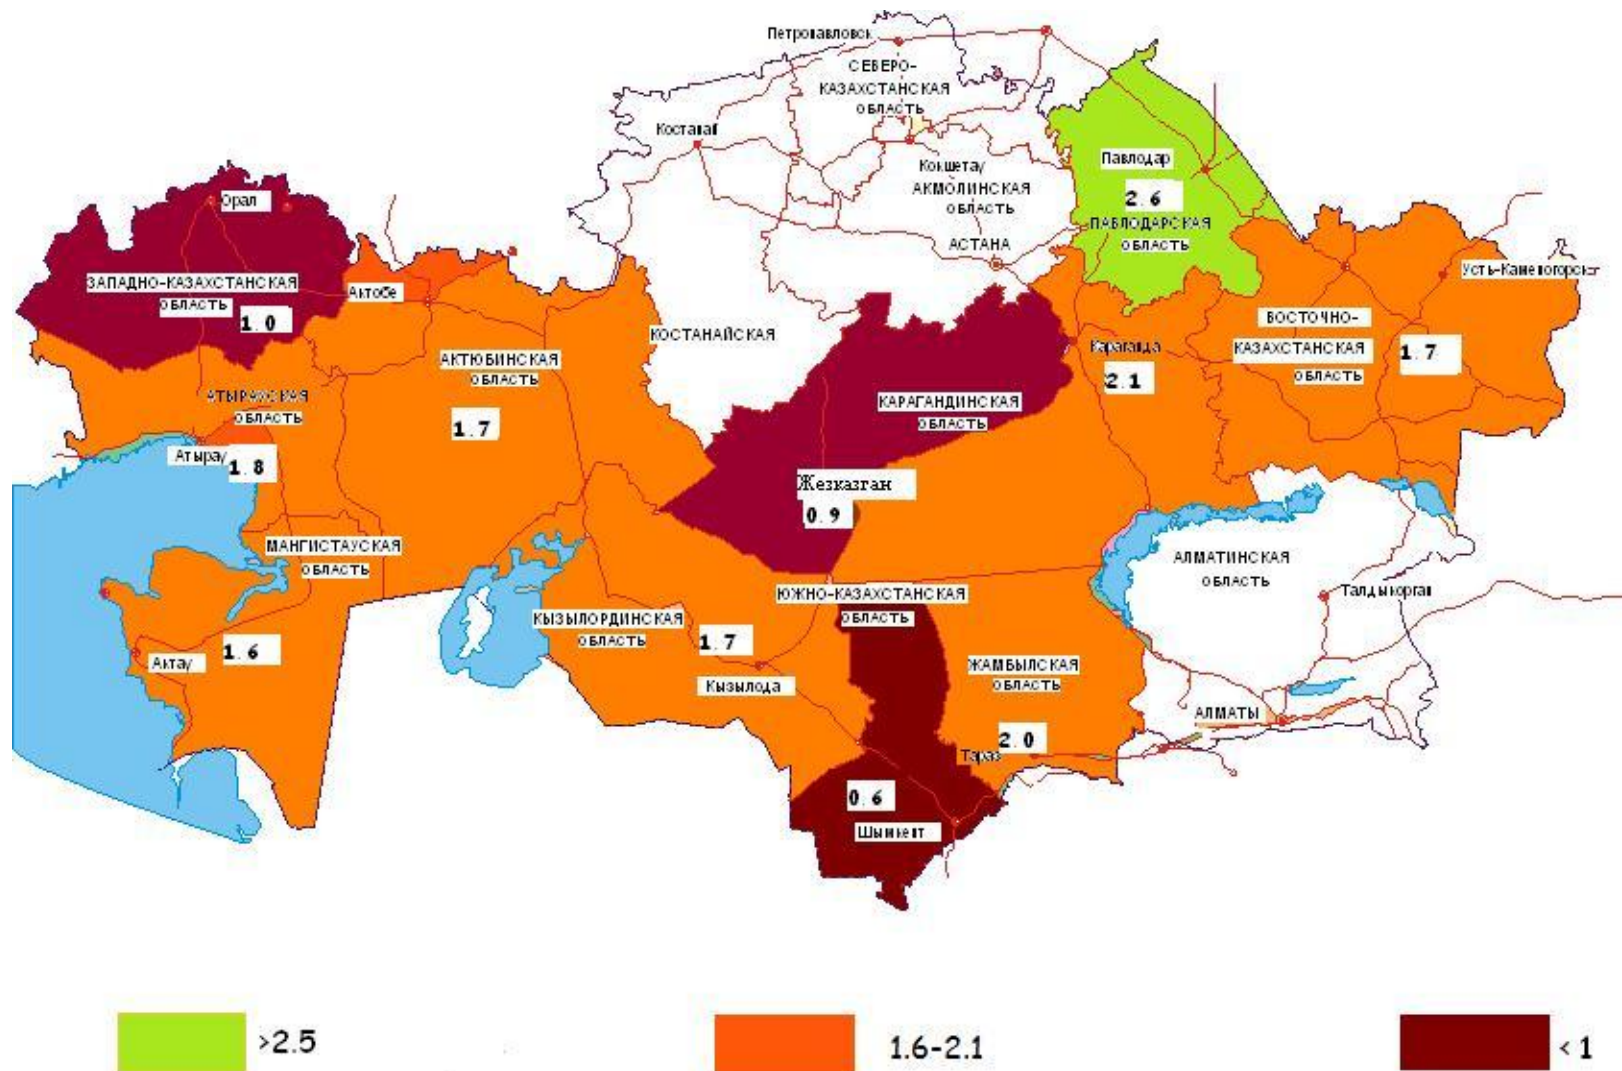 Петропавловск
СЕВЕРО-
КАЗАХСТАНСКАЯ
ОБЛАСТЬ
Костанай
Кокшетау
АКМОЛИНСКАЯ
ОБЛАСТЬ
АСТАНА
Павлодар
2.6
ПАВЛОДАРСКАЯ
ОБЛАСТЬ
Орал
ЗАПАДНО-КАЗАХСТАНСКАЯ
ОБЛАСТЬ
1.0
Актобе
АКТЮБИНСКАЯ
ОБЛАСТЬ
1.7
КОСТАНАЙСКАЯ
Усть-Каменогорск
ВОСТОЧНО-
КАЗАХСТАНСКАЯ
ОБЛАСТЬ
1.7
Караганда
2.1
КАРАГАНДИНСКАЯ
ОБЛАСТЬ
АТЫРАУСКАЯ
ОБЛАСТЬ
Атырау
1.8
Жезказган
0.9
МАНГИСТАУСКАЯ
ОБЛАСТЬ
АЛМАТИНСКАЯ
ОБЛАСТЬ
Талдыкорган
ЮЖНО-КАЗАХСТАНСКАЯ
ОБЛАСТЬ
КЫЗЫЛОРДИНСКАЯ
ОБЛАСТЬ
1.7
Кызылода
Актау
1.6
ЖАМБЫЛСКАЯ
ОБЛАСТЬ
2.0
Тараз
АЛМАТЫ
0.6
Шымкент
>2.5
1.6-2.1
< 1